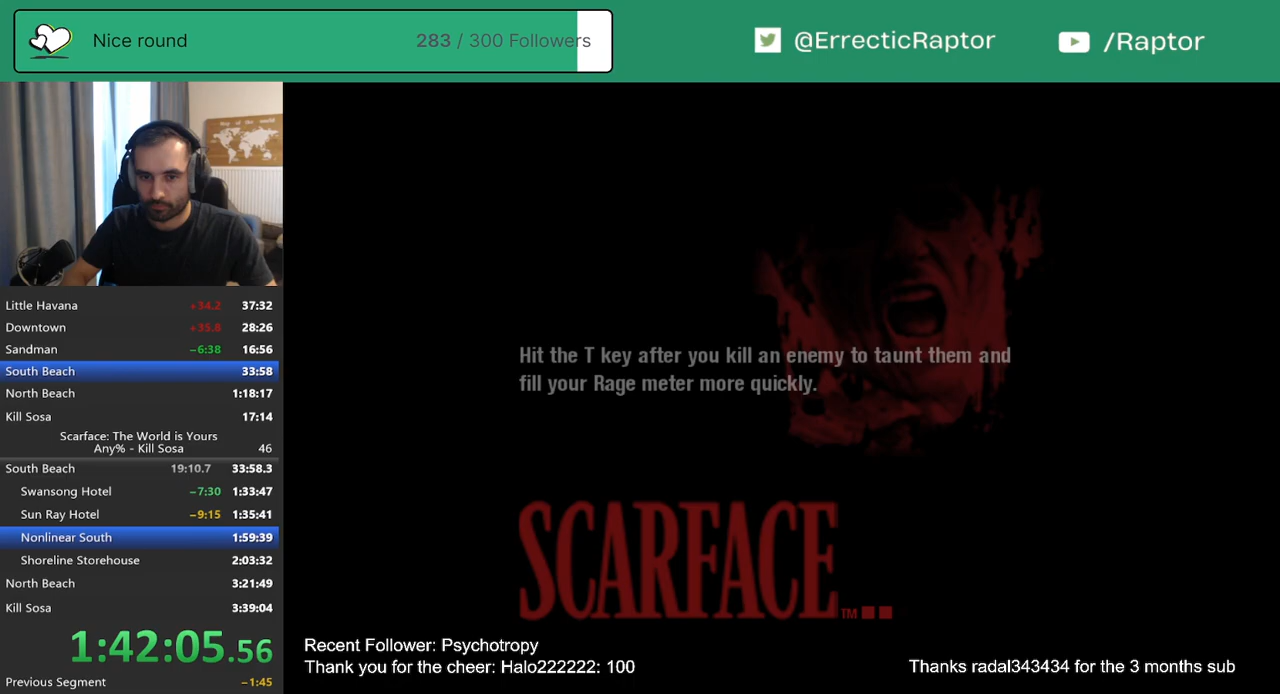 Nice round
283 / 300 Followers
@ErrecticRaptor
/Raptor
Little Havana +34.2 37:32
Downtown +35.8 28:26
Sandman −6:38 16:56
South Beach 33:58
North Beach 1:18:17
Kill Sosa 17:14
Scarface: The World is Yours
Any% - Kill Sosa 46
South Beach 19:10.7 33:58.3
Swansong Hotel −7:30 1:33:47
Sun Ray Hotel −9:15 1:35:41
Nonlinear South 1:59:39
Shoreline Storehouse 2:03:32
North Beach 3:21:49
Kill Sosa 3:39:04
1:42:05.56
Previous Segment −1:45
Hit the T key after you kill an enemy to taunt them and
fill your Rage meter more quickly.
SCARFACE™
Recent Follower: Psychotropy
Thank you for the cheer: Halo222222: 100
Thanks radal343434 for the 3 months sub